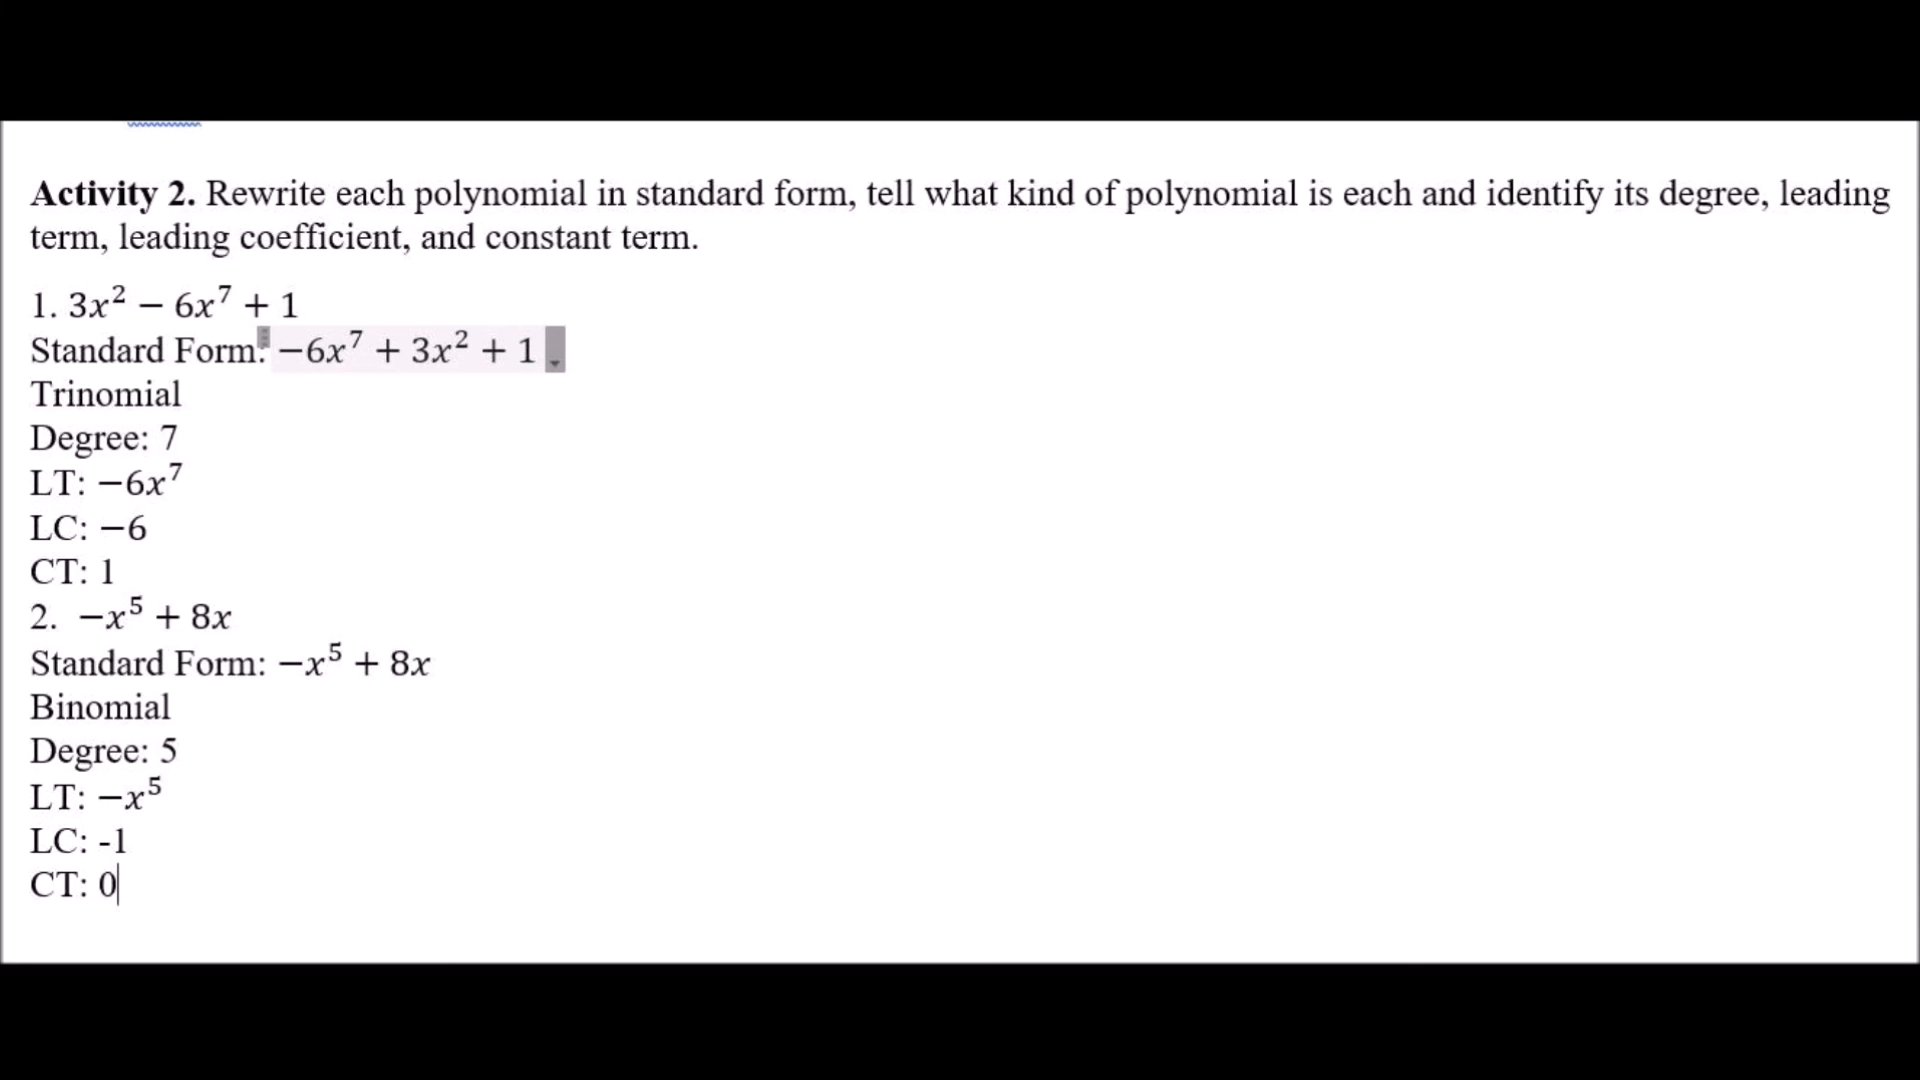 Activity 2. Rewrite each polynomial in standard form, tell what kind of polynomial is each and identify its degree, leading
term, leading coefficient, and constant term.
1. 3x² − 6x⁷ + 1
Standard Form: −6x⁷ + 3x² + 1
Trinomial
Degree: 7
LT: −6x⁷
LC: −6
CT: 1
2. −x⁵ + 8x
Standard Form: −x⁵ + 8x
Binomial
Degree: 5
LT: −x⁵
LC: -1
CT: 0